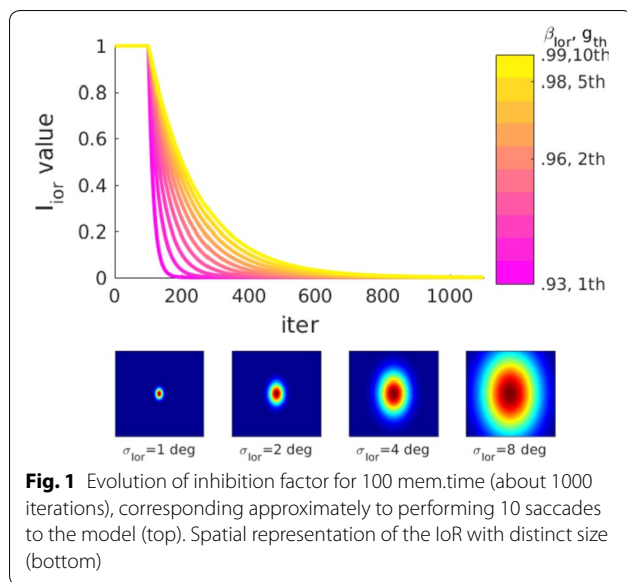 β_Ior, g_th
.99,10th
.98, 5th
.96, 2th
.93, 1th
I_ior value
1
0.8
0.6
0.4
0.2
0
0 200 400 600 800 1000
iter
σ_Ior=1 deg σ_Ior=2 deg σ_Ior=4 deg σ_Ior=8 deg
Fig. 1 Evolution of inhibition factor for 100 mem.time (about 1000
iterations), corresponding approximately to performing 10 saccades
to the model (top). Spatial representation of the IoR with distinct size
(bottom)